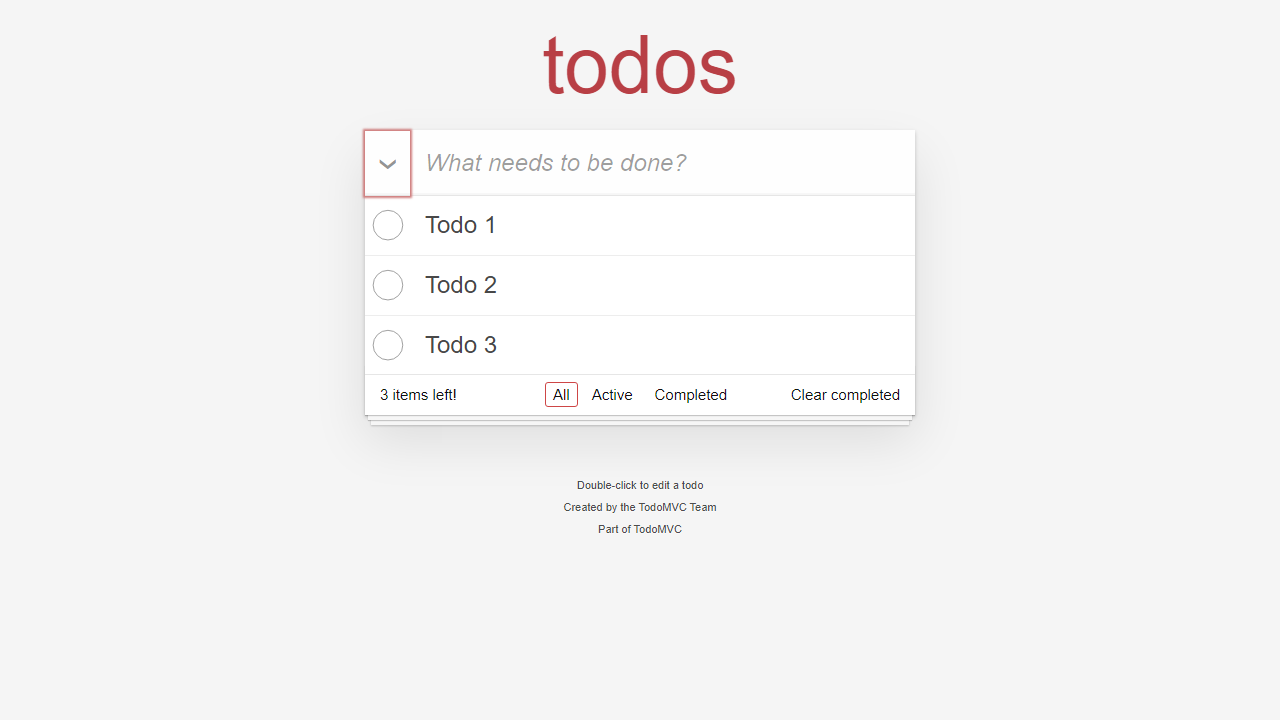 todos
What needs to be done?
Todo 1
Todo 2
Todo 3
3 items left! All Active Completed Clear completed
Double-click to edit a todo
Created by the TodoMVC Team
Part of TodoMVC